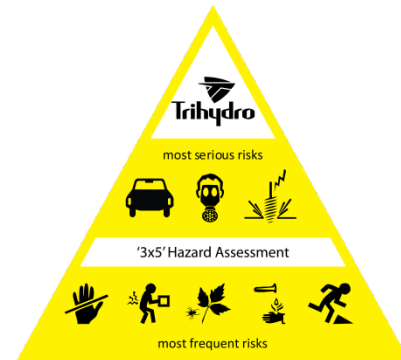 Trihydro
most serious risks
'3x5' Hazard Assessment
most frequent risks